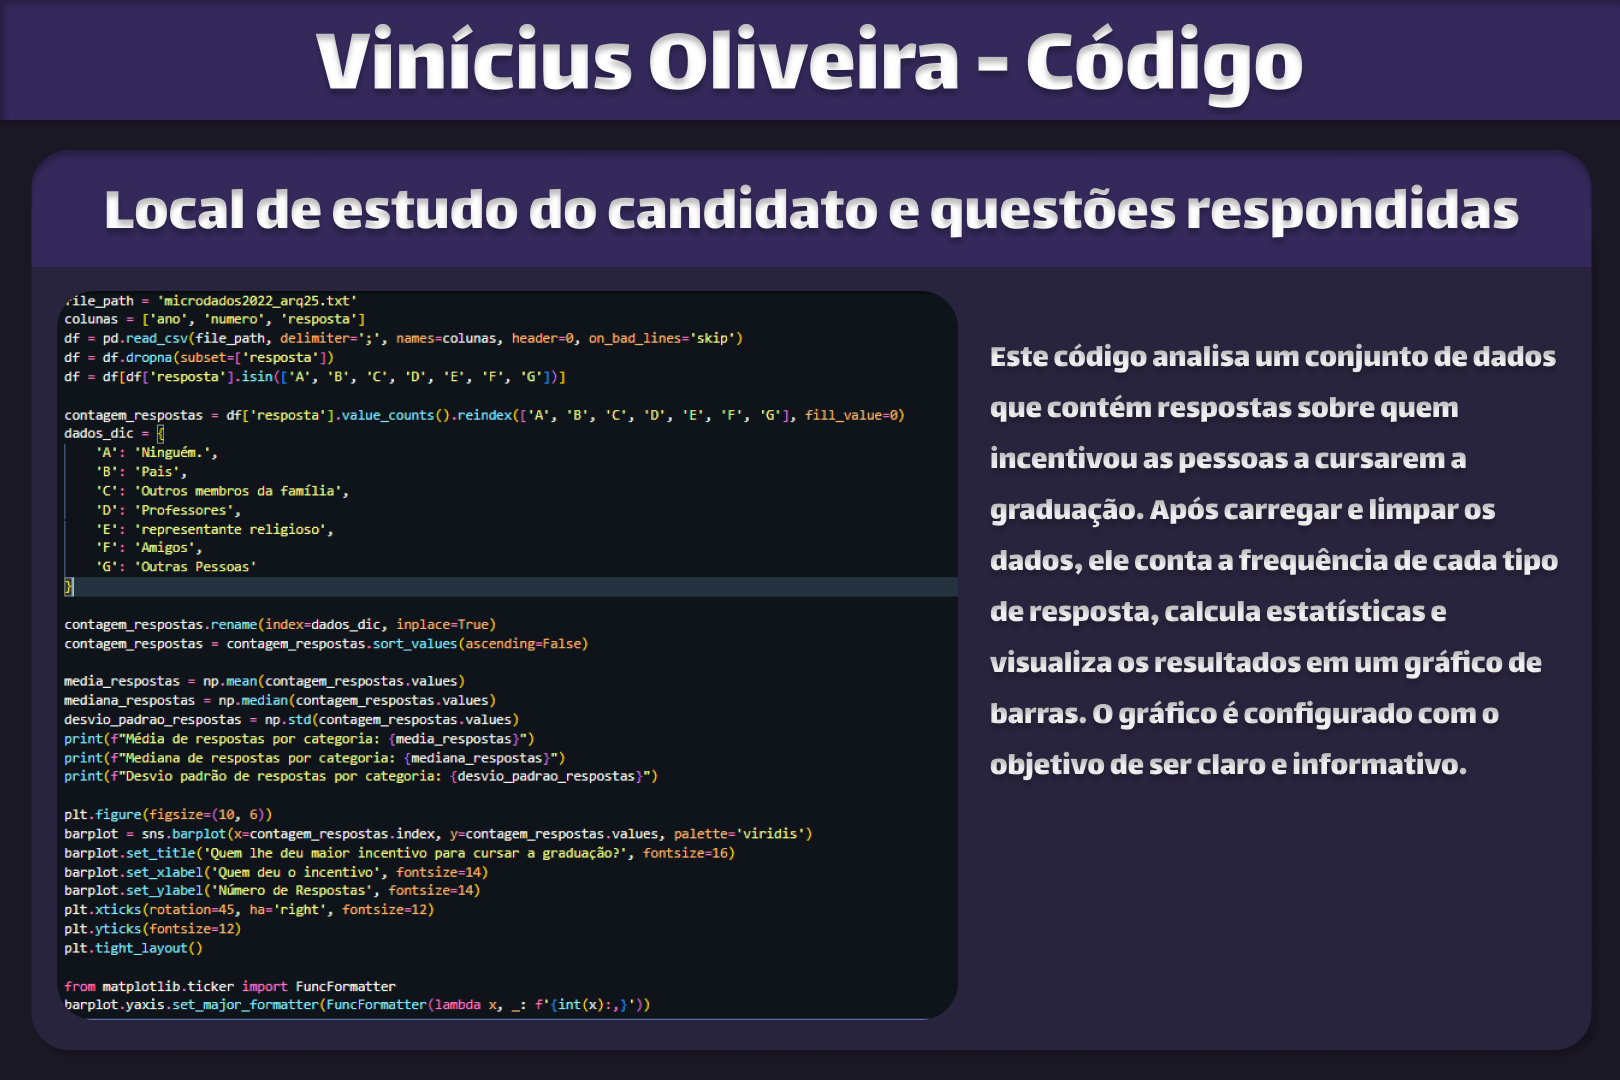 Vinícius Oliveira - Código
Local de estudo do candidato e questões respondidas
file_path = 'microdados2022_arq25.txt'
colunas = ['ano', 'numero', 'resposta']
df = pd.read_csv(file_path, delimiter=';', names=colunas, header=0, on_bad_lines='skip')
df = df.dropna(subset=['resposta'])
df = df[df['resposta'].isin(['A', 'B', 'C', 'D', 'E', 'F', 'G'])]
contagem_respostas = df['resposta'].value_counts().reindex(['A', 'B', 'C', 'D', 'E', 'F', 'G'], fill_value=0)
dados_dic = {
'A': 'Ninguém.',
'B': 'Pais',
'C': 'Outros membros da família',
'D': 'Professores',
'E': 'representante religioso',
'F': 'Amigos',
'G': 'Outras Pessoas'
}
contagem_respostas.rename(index=dados_dic, inplace=True)
contagem_respostas = contagem_respostas.sort_values(ascending=False)
media_respostas = np.mean(contagem_respostas.values)
mediana_respostas = np.median(contagem_respostas.values)
desvio_padrao_respostas = np.std(contagem_respostas.values)
print(f"Média de respostas por categoria: {media_respostas}")
print(f"Mediana de respostas por categoria: {mediana_respostas}")
print(f"Desvio padrão de respostas por categoria: {desvio_padrao_respostas}")
plt.figure(figsize=(10, 6))
barplot = sns.barplot(x=contagem_respostas.index, y=contagem_respostas.values, palette='viridis')
barplot.set_title('Quem lhe deu maior incentivo para cursar a graduação?', fontsize=16)
barplot.set_xlabel('Quem deu o incentivo', fontsize=14)
barplot.set_ylabel('Número de Respostas', fontsize=14)
plt.xticks(rotation=45, ha='right', fontsize=12)
plt.yticks(fontsize=12)
plt.tight_layout()
from matplotlib.ticker import FuncFormatter
barplot.yaxis.set_major_formatter(FuncFormatter(lambda x, _: f'{int(x):,}'))
Este código analisa um conjunto de dados
que contém respostas sobre quem
incentivou as pessoas a cursarem a
graduação. Após carregar e limpar os
dados, ele conta a frequência de cada tipo
de resposta, calcula estatísticas e
visualiza os resultados em um gráfico de
barras. O gráfico é configurado com o
objetivo de ser claro e informativo.